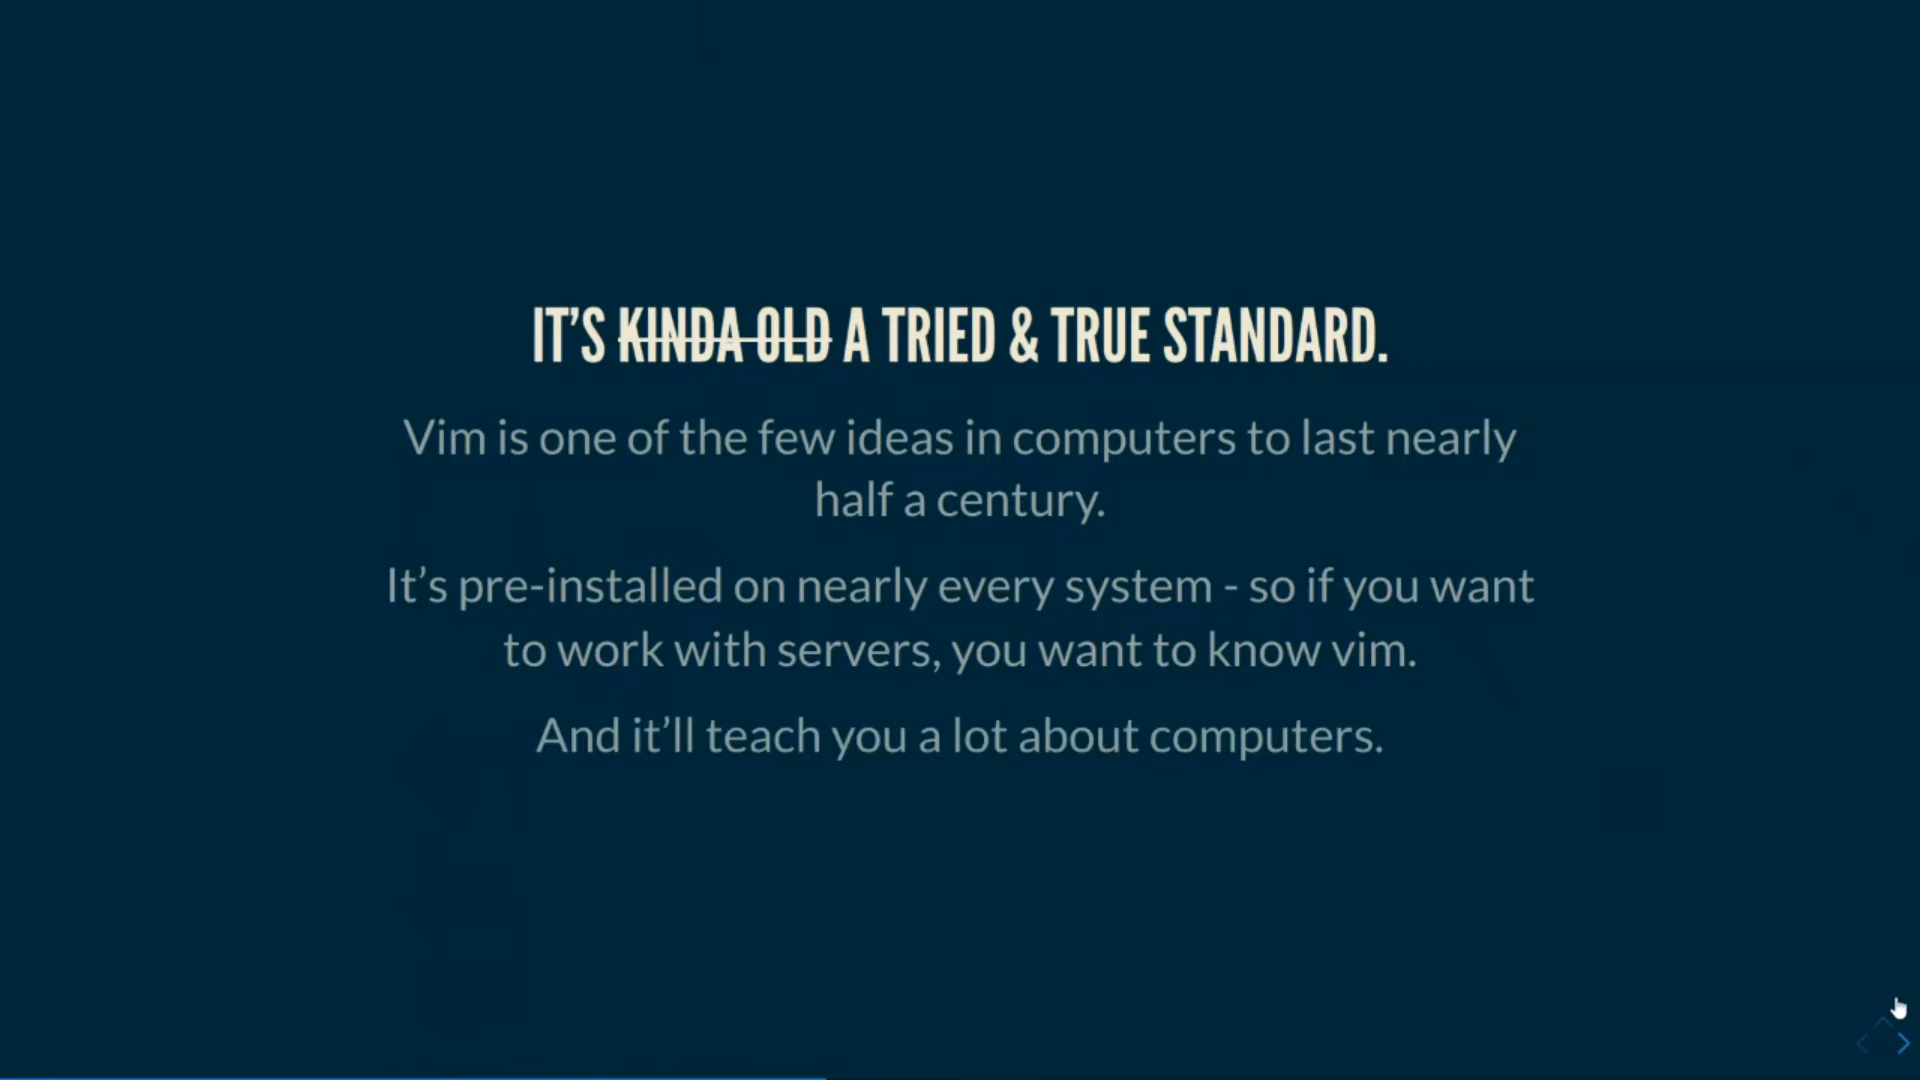 IT’S KINDA OLD A TRIED & TRUE STANDARD.
Vim is one of the few ideas in computers to last nearly
half a century.
It’s pre-installed on nearly every system - so if you want
to work with servers, you want to know vim.
And it’ll teach you a lot about computers.